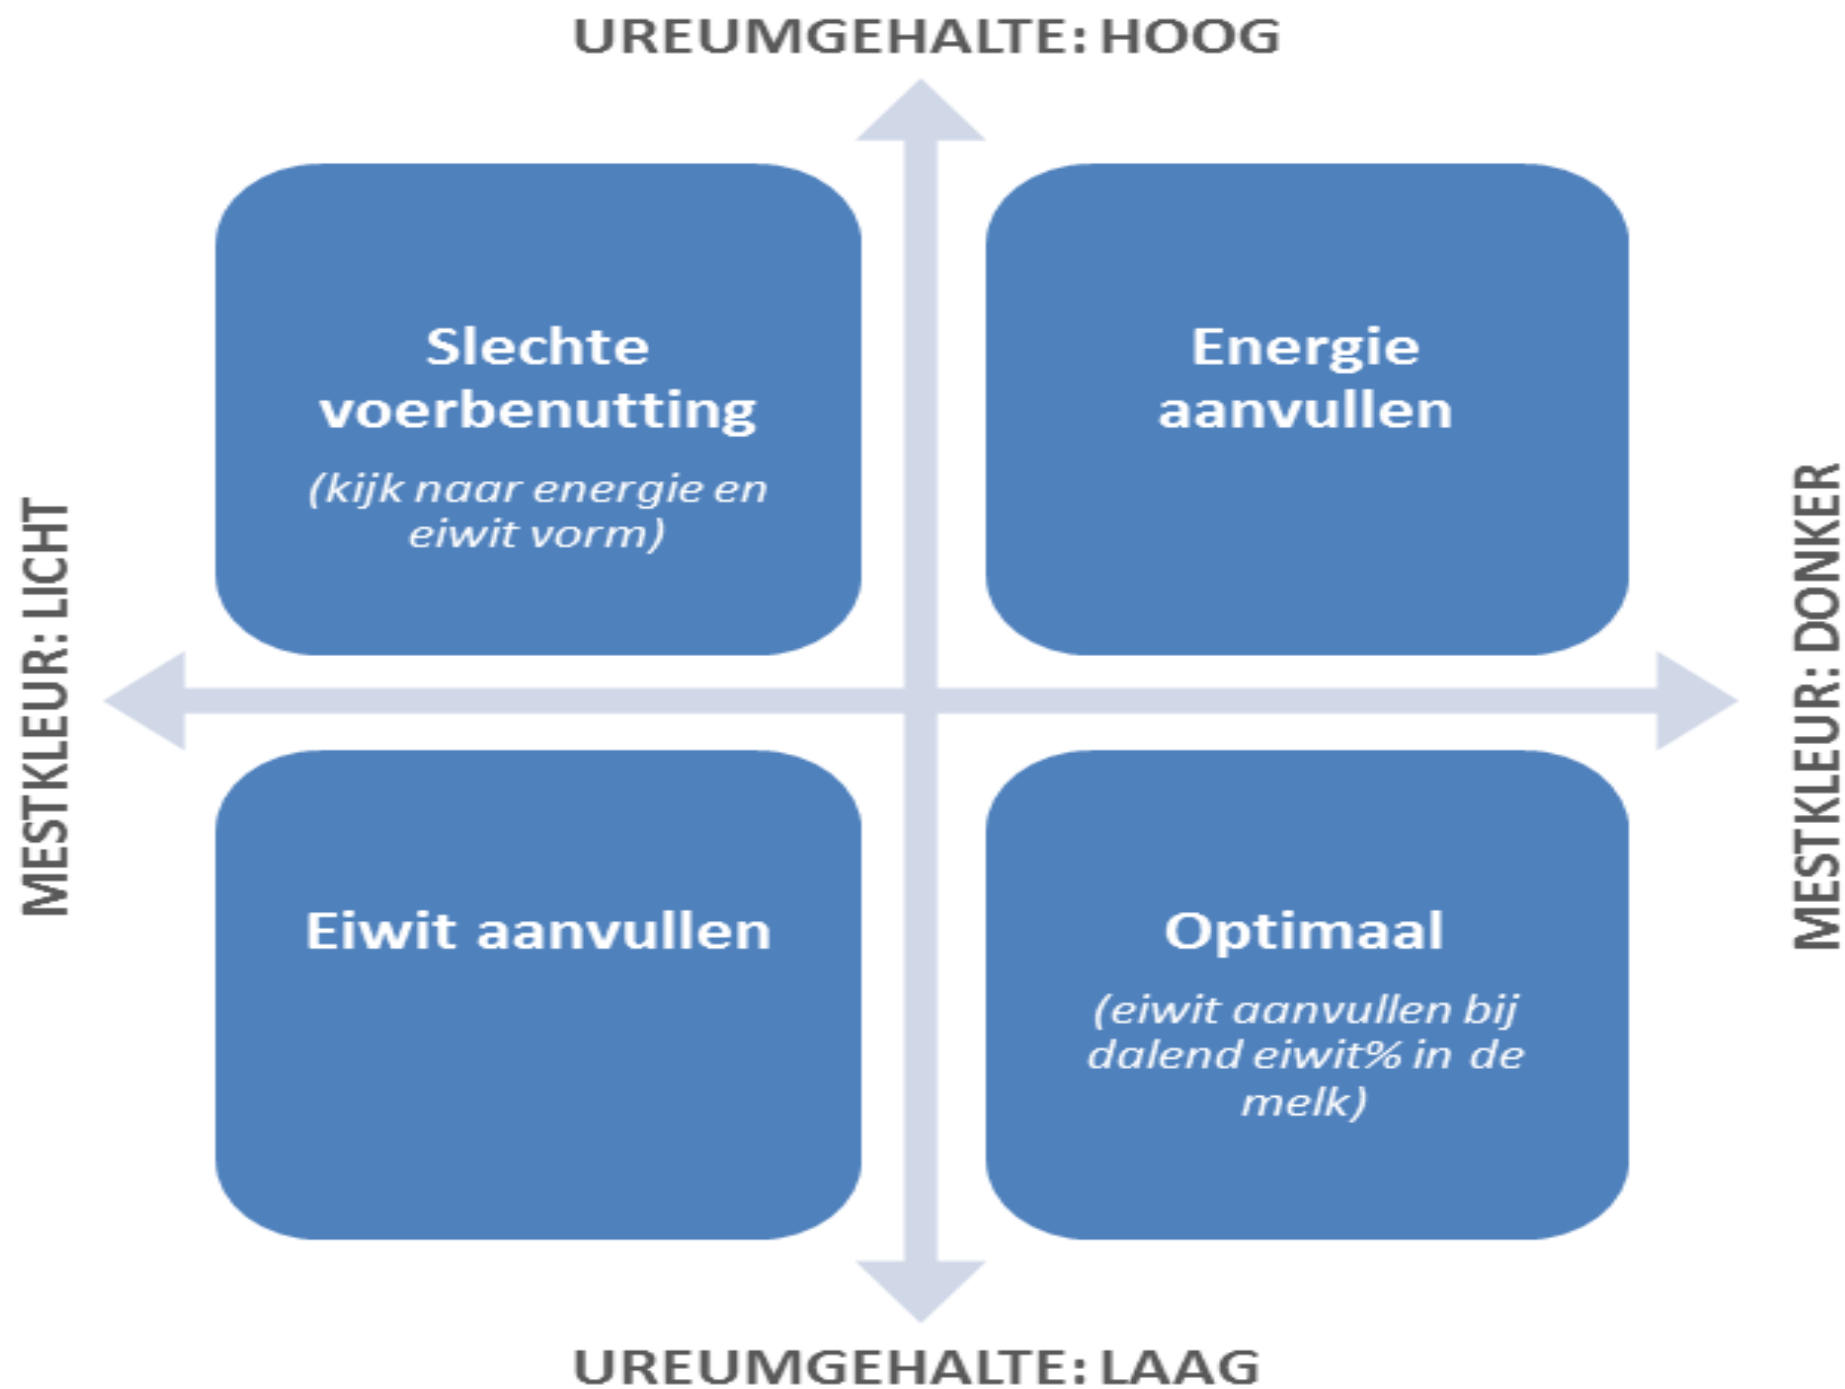 UREUMGEHALTE: HOOG
Slechte
voerbenutting
(kijk naar energie en
eiwit vorm)
Energie
aanvullen
MESTKLEUR: LICHT
MESTKLEUR: DONKER
Eiwit aanvullen
Optimaal
(eiwit aanvullen bij
dalend eiwit% in de
melk)
UREUMGEHALTE: LAAG